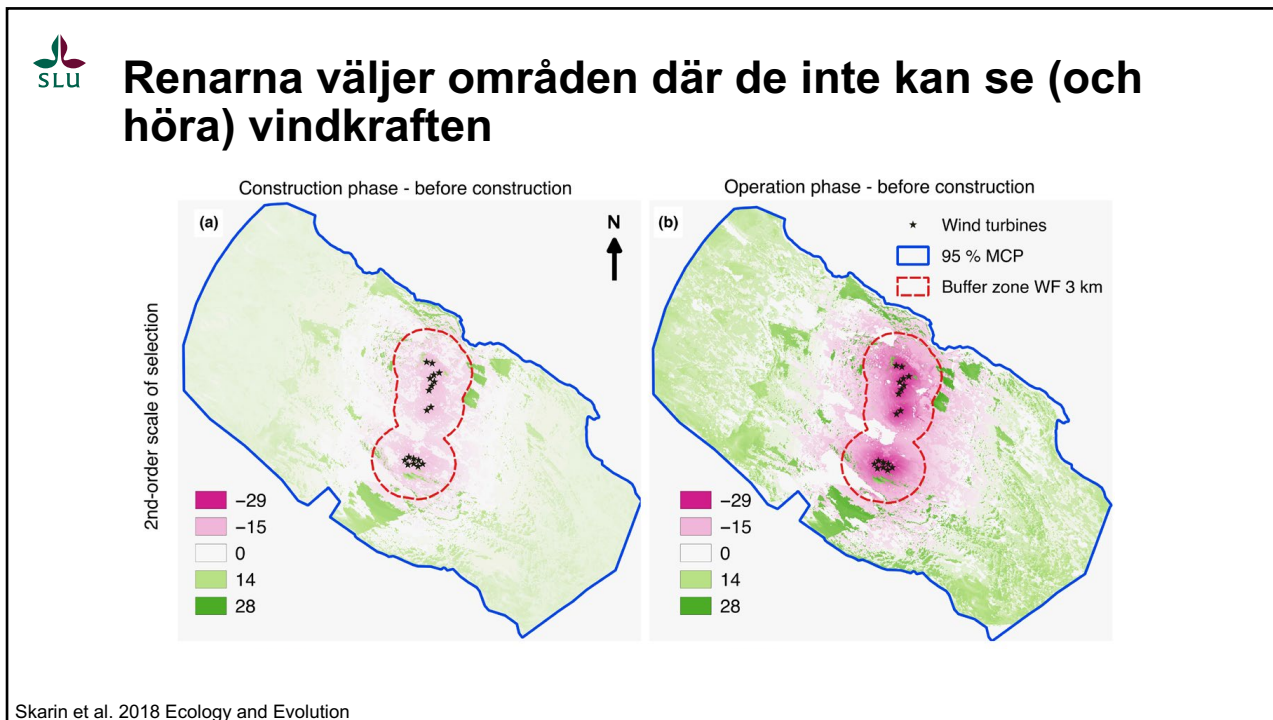 SLU
Renarna väljer områden där de inte kan se (och
höra) vindkraften
Construction phase - before construction
Operation phase - before construction
2nd-order scale of selection
(a)
N
−29
−15
0
14
28
(b)
Wind turbines
95 % MCP
Buffer zone WF 3 km
−29
−15
0
14
28
Skarin et al. 2018 Ecology and Evolution